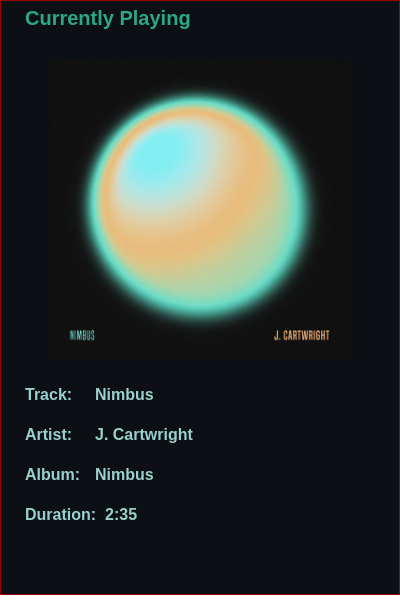 Currently Playing
NIMBUS
J. CARTWRIGHT
Track: Nimbus
Artist: J. Cartwright
Album: Nimbus
Duration: 2:35